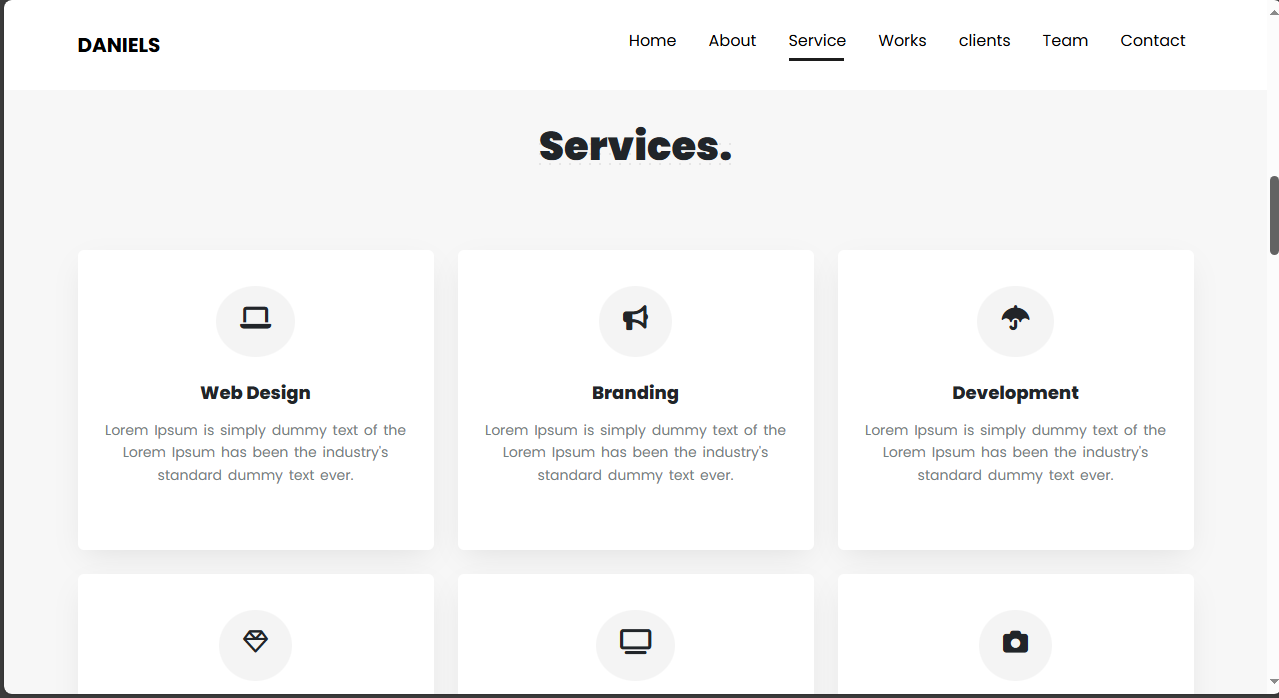 DANIELS
Home About Service Works clients Team Contact
Services.
Web Design
Lorem Ipsum is simply dummy text of the
Lorem Ipsum has been the industry's
standard dummy text ever.
Branding
Lorem Ipsum is simply dummy text of the
Lorem Ipsum has been the industry's
standard dummy text ever.
Development
Lorem Ipsum is simply dummy text of the
Lorem Ipsum has been the industry's
standard dummy text ever.